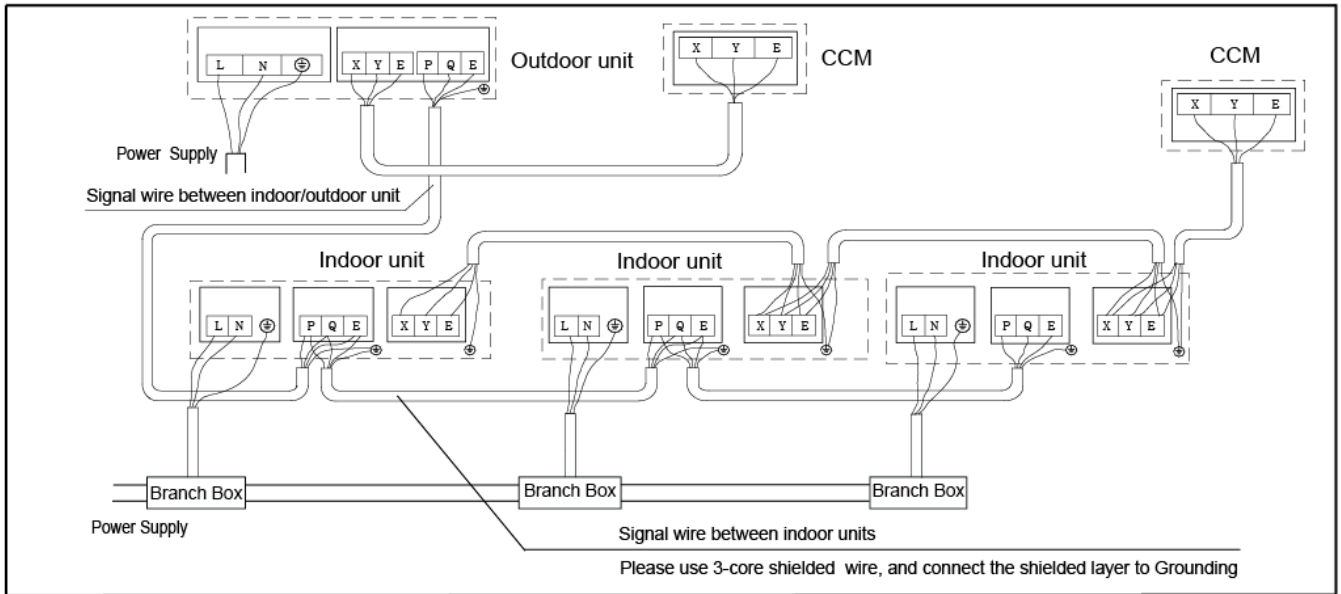 L N
X Y E P Q E
Outdoor unit
X Y E
CCM
CCM
X Y E
Power Supply
Signal wire between indoor/outdoor unit
Indoor unit
Indoor unit
Indoor unit
L N
P Q E
X Y E
L N
P Q E
X Y E
L N
P Q E
X Y E
Branch Box
Branch Box
Branch Box
Power Supply
Signal wire between indoor units
Please use 3-core shielded wire, and connect the shielded layer to Grounding